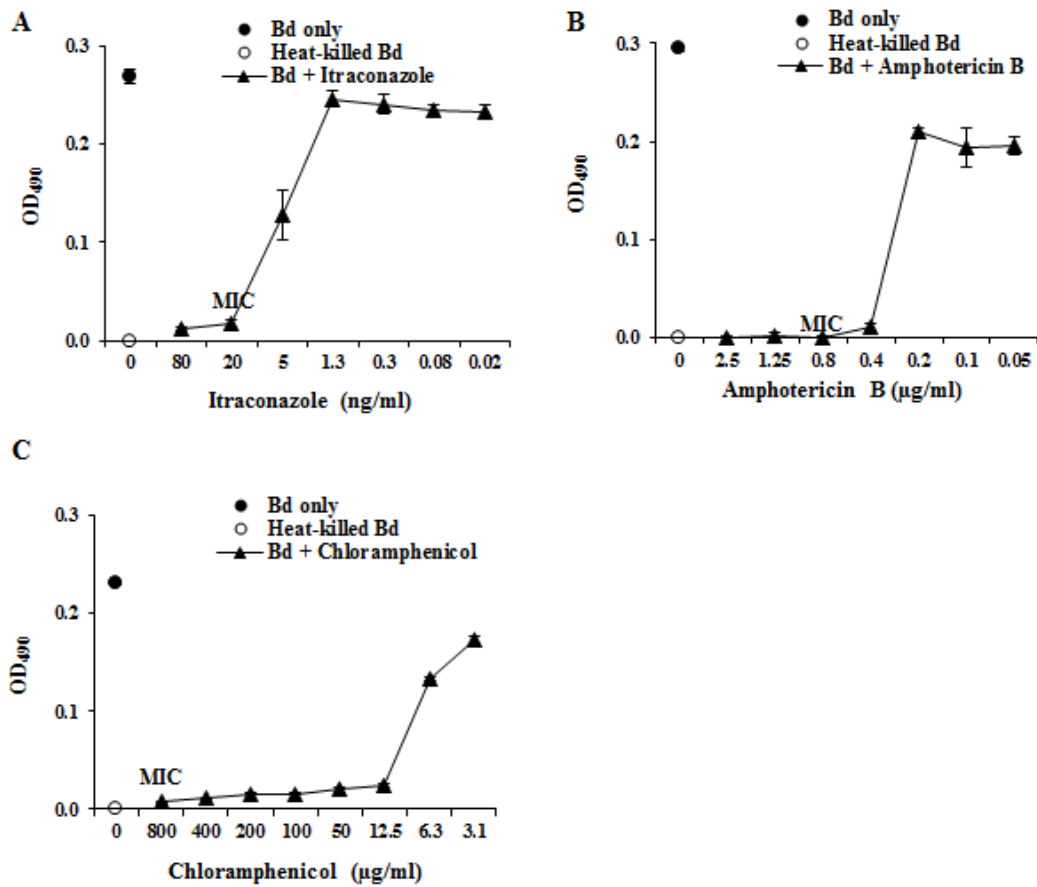 A
Bd only
Heat-killed Bd
Bd + Itraconazole
OD490
0.3
0.2
0.1
0.0
MIC
0 80 20 5 1.3 0.3 0.08 0.02
Itraconazole (ng/ml)
B
Bd only
Heat-killed Bd
Bd + Amphotericin B
OD490
0.3
0.2
0.1
0.0
MIC
0 2.5 1.25 0.8 0.4 0.2 0.1 0.05
Amphotericin B (µg/ml)
C
Bd only
Heat-killed Bd
Bd + Chloramphenicol
OD490
0.3
0.2
0.1
0.0
MIC
0 800 400 200 100 50 12.5 6.3 3.1
Chloramphenicol (µg/ml)